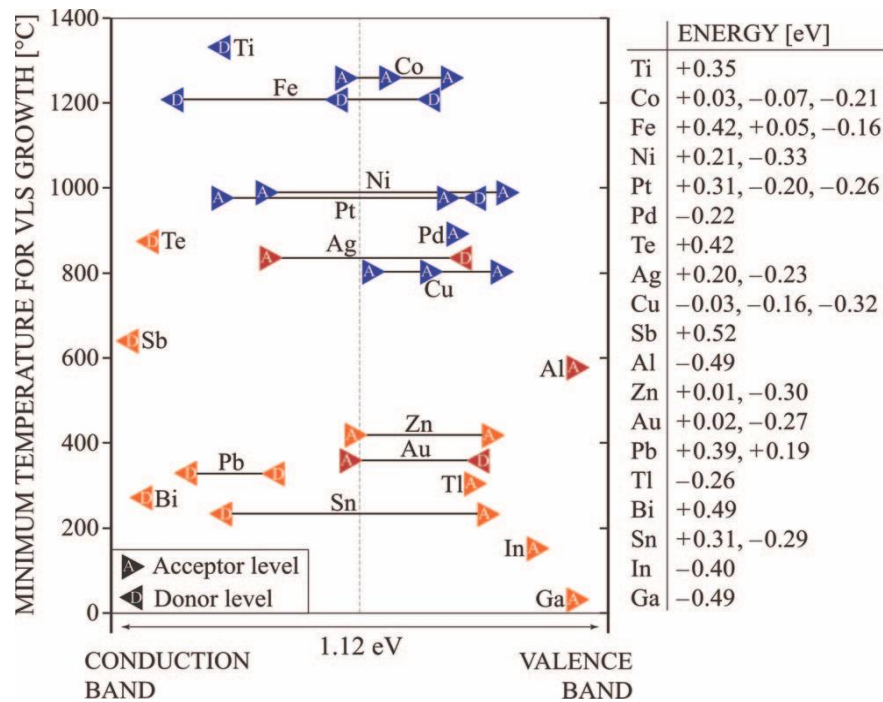 MINIMUM TEMPERATURE FOR VLS GROWTH [°C]
1400
1200
1000
800
600
400
200
0
D Ti
A A Co A
D Fe D D
A Ni A
A Pt A D
Pd A
D Te
A Ag D
A A Cu A
D Sb
Al A
A Zn A
A Au D
D Pb D
Tl A
D Bi
D Sn A
In A
Ga A
A Acceptor level
D Donor level
1.12 eV
CONDUCTION
BAND
VALENCE
BAND
ENERGY [eV]
Ti +0.35
Co +0.03, −0.07, −0.21
Fe +0.42, +0.05, −0.16
Ni +0.21, −0.33
Pt +0.31, −0.20, −0.26
Pd −0.22
Te +0.42
Ag +0.20, −0.23
Cu −0.03, −0.16, −0.32
Sb +0.52
Al −0.49
Zn +0.01, −0.30
Au +0.02, −0.27
Pb +0.39, +0.19
Tl −0.26
Bi +0.49
Sn +0.31, −0.29
In −0.40
Ga −0.49